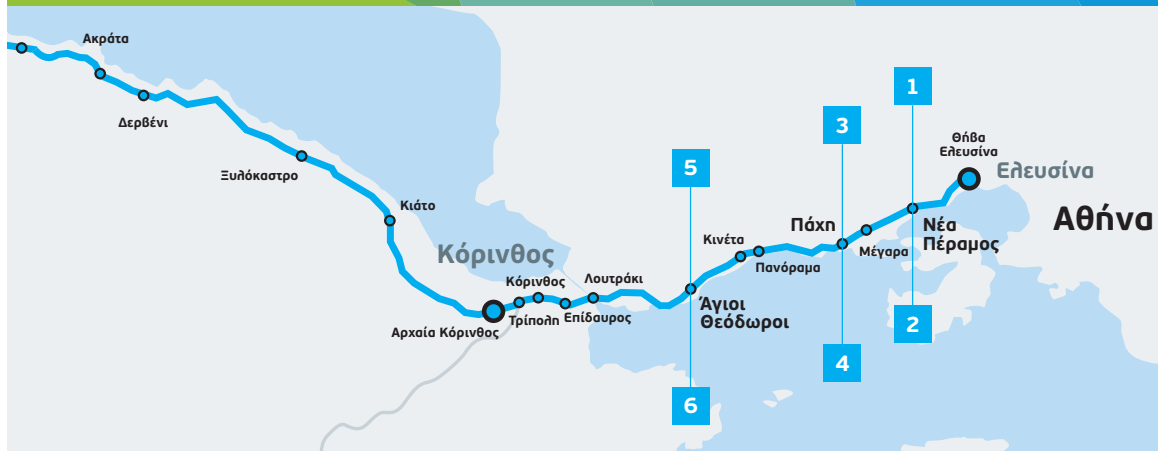 Ακράτα
Δερβένι
Ξυλόκαστρο
Κιάτο
Κόρινθος
Κόρινθος
Αρχαία Κόρινθος
Τρίπολη
Επίδαυρος
Λουτράκι
5
6
Άγιοι
Θεόδωροι
Κινέτα
Πανόραμα
3
4
Πάχη
Μέγαρα
1
2
Νέα
Πέραμος
Θήβα
Ελευσίνα
Ελευσίνα
Αθήνα